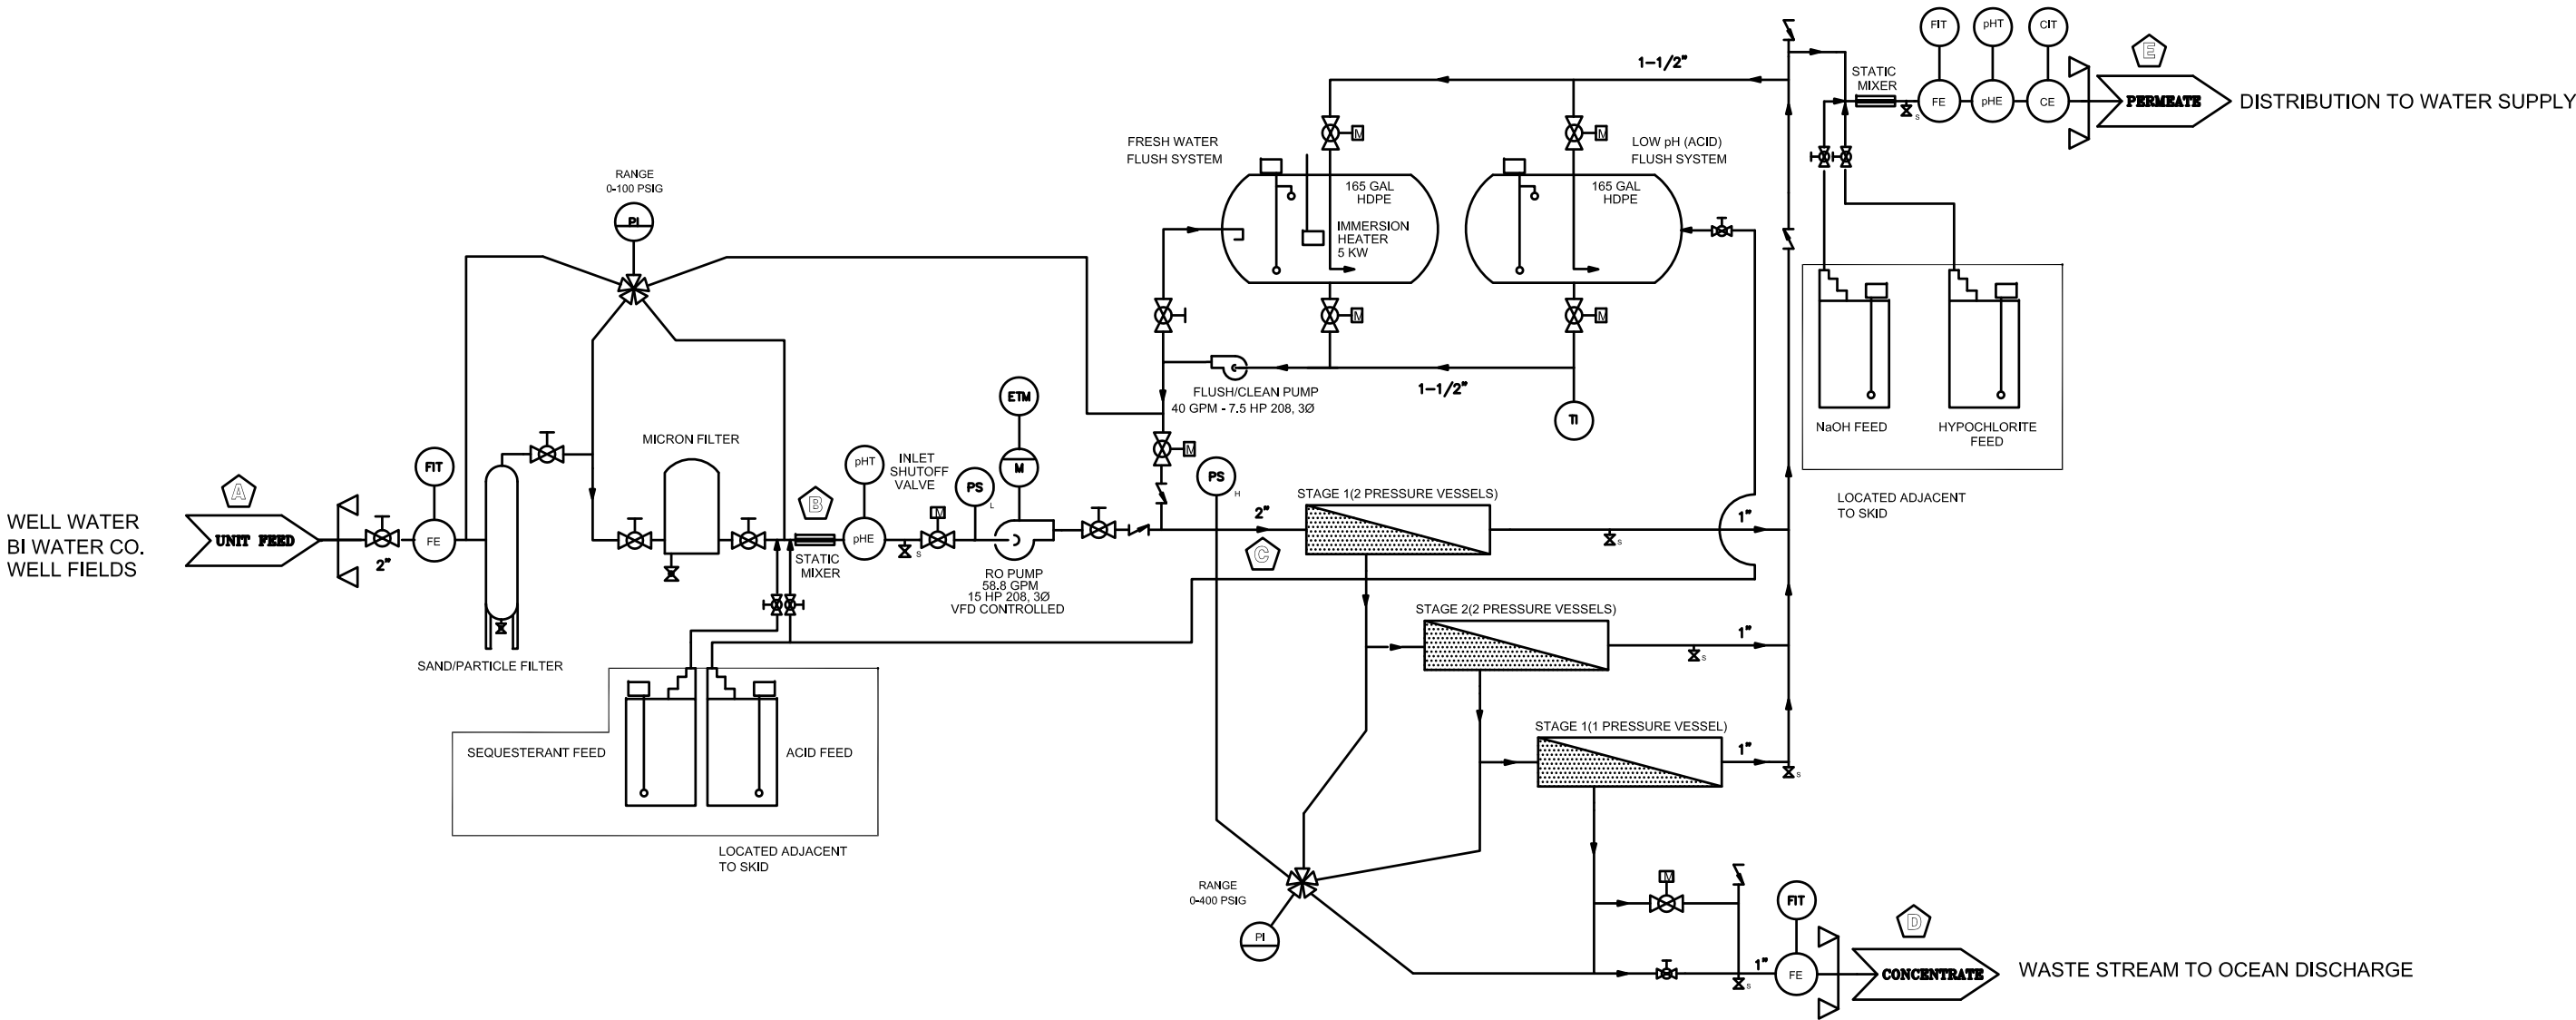 WELL WATER
BI WATER CO.
WELL FIELDS
A
UNIT FEED
2"
FIT
FE
SAND/PARTICLE FILTER
RANGE
0-100 PSIG
PI
MICRON FILTER
B
STATIC
MIXER
pHT
pHE
S
INLET
SHUTOFF
VALVE
M
PS
L
ETM
M
RO PUMP
58.8 GPM
15 HP 208, 3Ø
VFD CONTROLLED
SEQUESTERANT FEED
ACID FEED
LOCATED ADJACENT
TO SKID
FRESH WATER
FLUSH SYSTEM
M
165 GAL
HDPE
IMMERSION
HEATER
5 KW
M
1-1/2"
LOW pH (ACID)
FLUSH SYSTEM
M
165 GAL
HDPE
M
FLUSH/CLEAN PUMP
40 GPM - 7.5 HP 208, 3Ø
1-1/2"
TI
M
PS
H
2"
C
STAGE 1(2 PRESSURE VESSELS)
S
1"
STAGE 2(2 PRESSURE VESSELS)
S
1"
STAGE 1(1 PRESSURE VESSEL)
1"
S
RANGE
0-400 PSIG
PI
M
S
1"
FIT
FE
D
CONCENTRATE
WASTE STREAM TO OCEAN DISCHARGE
STATIC
MIXER
S
FIT
pHT
CIT
FE
pHE
CE
E
PERMEATE
DISTRIBUTION TO WATER SUPPLY
NaOH FEED
HYPOCHLORITE
FEED
LOCATED ADJACENT
TO SKID